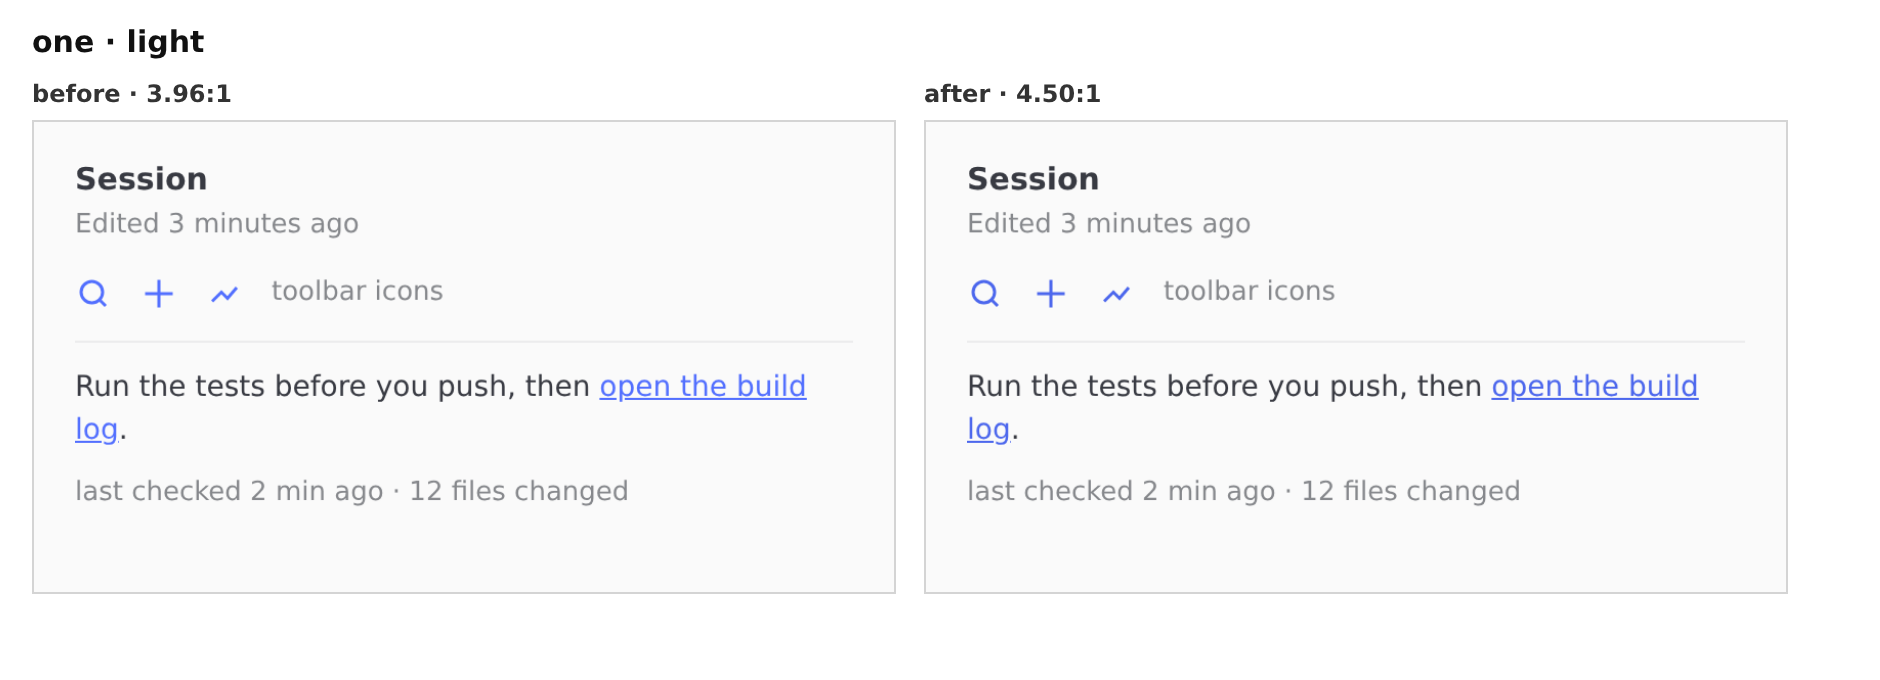 one · light
before · 3.96:1
Session
Edited 3 minutes ago
toolbar icons
Run the tests before you push, then open the build
log.
last checked 2 min ago · 12 files changed
after · 4.50:1
Session
Edited 3 minutes ago
toolbar icons
Run the tests before you push, then open the build
log.
last checked 2 min ago · 12 files changed